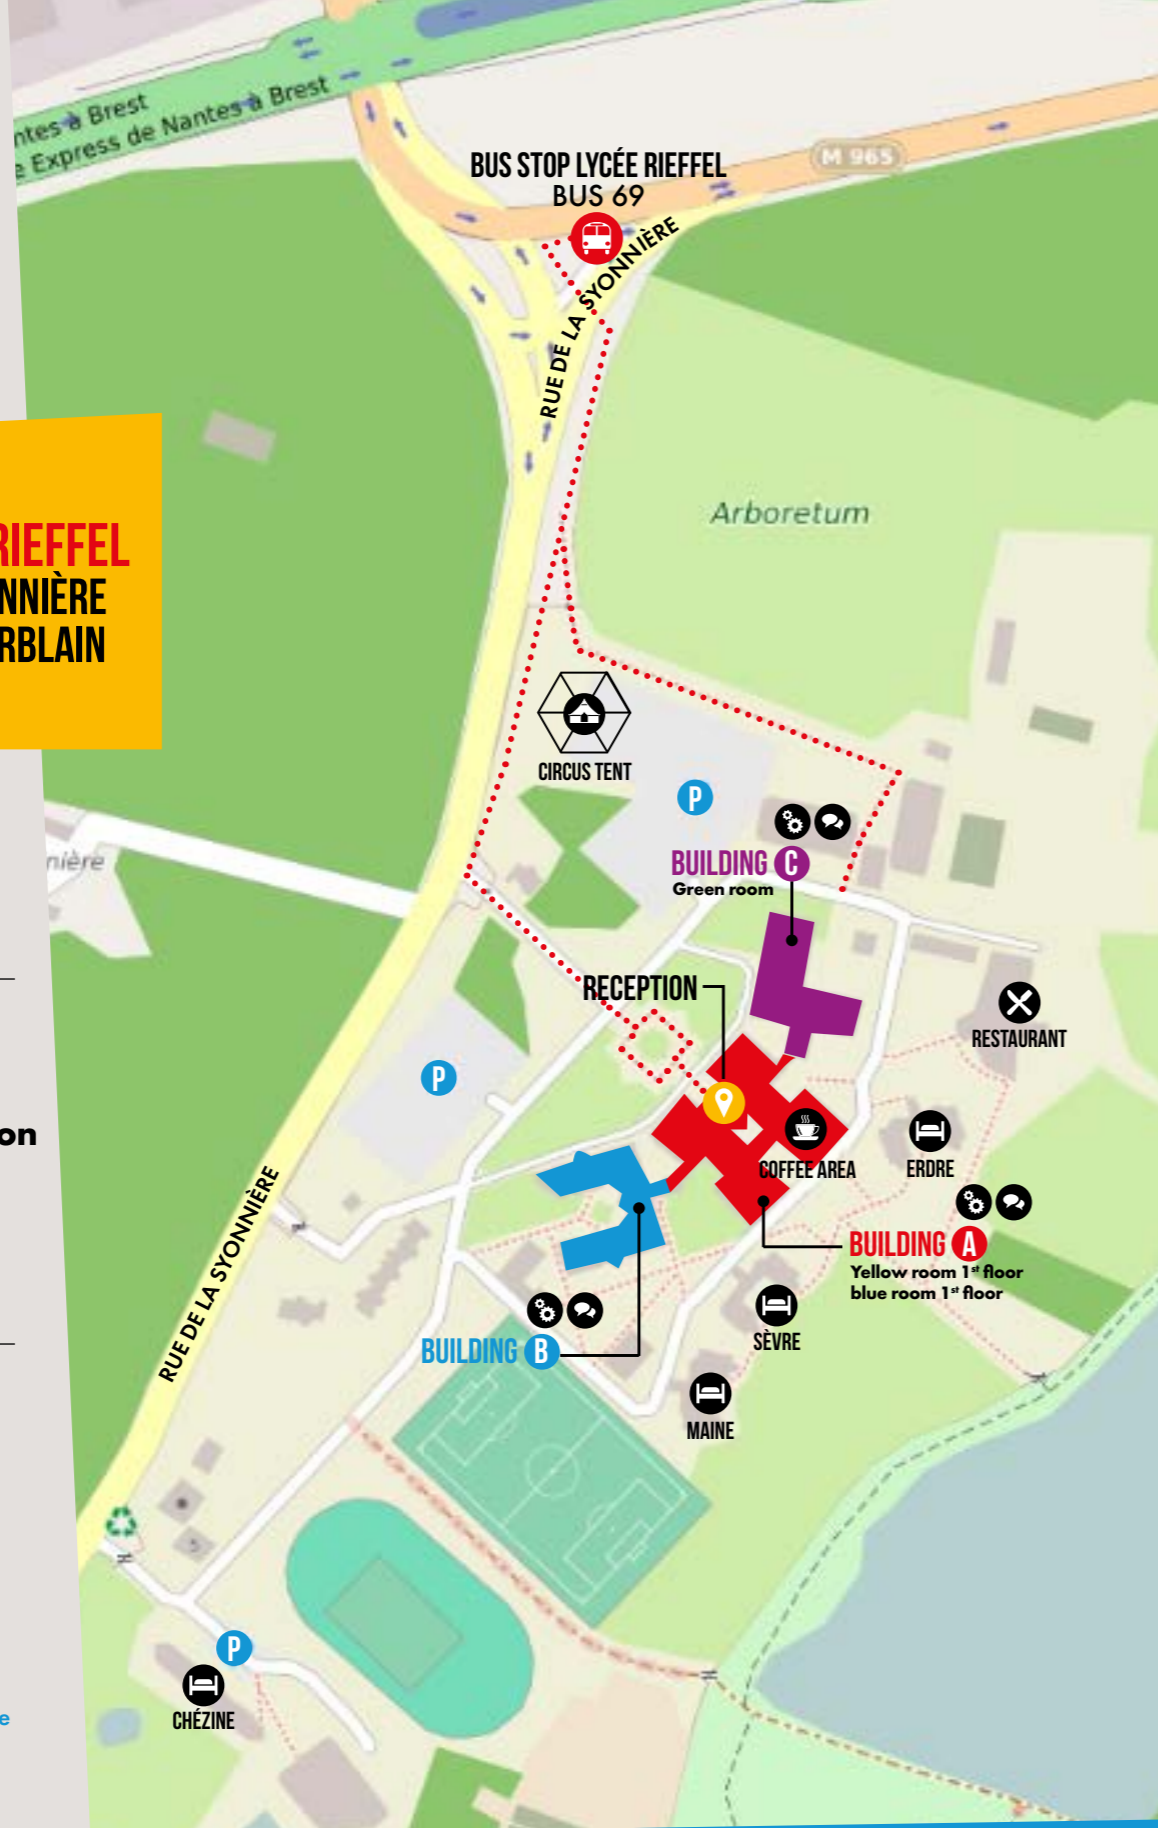 ntes à Brest
e Express de Nantes à Brest
M 965
BUS STOP LYCÉE RIEFFEL
BUS 69
RUE DE LA SYONNIÈRE
RIEFFEL
NNIÈRE
RBLAIN
Arboretum
CIRCUS TENT
P
nière
BUILDING C
Green room
RECEPTION
RESTAURANT
P
on
COFFEE AREA
ERDRE
RUE DE LA SYONNIÈRE
BUILDING A
Yellow room 1st floor
blue room 1st floor
SÈVRE
BUILDING B
MAINE
P
CHÉZINE
e